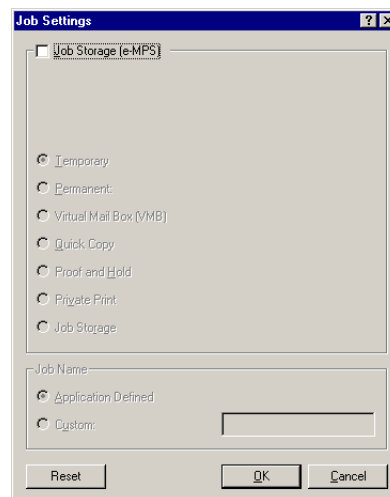 Job Settings
Job Storage (e-MPS)
Temporary
Permanent:
Virtual Mail Box (VMB)
Quick Copy
Proof and Hold
Private Print
Job Storage
Job Name
Application Defined
Custom:
Reset
OK
Cancel